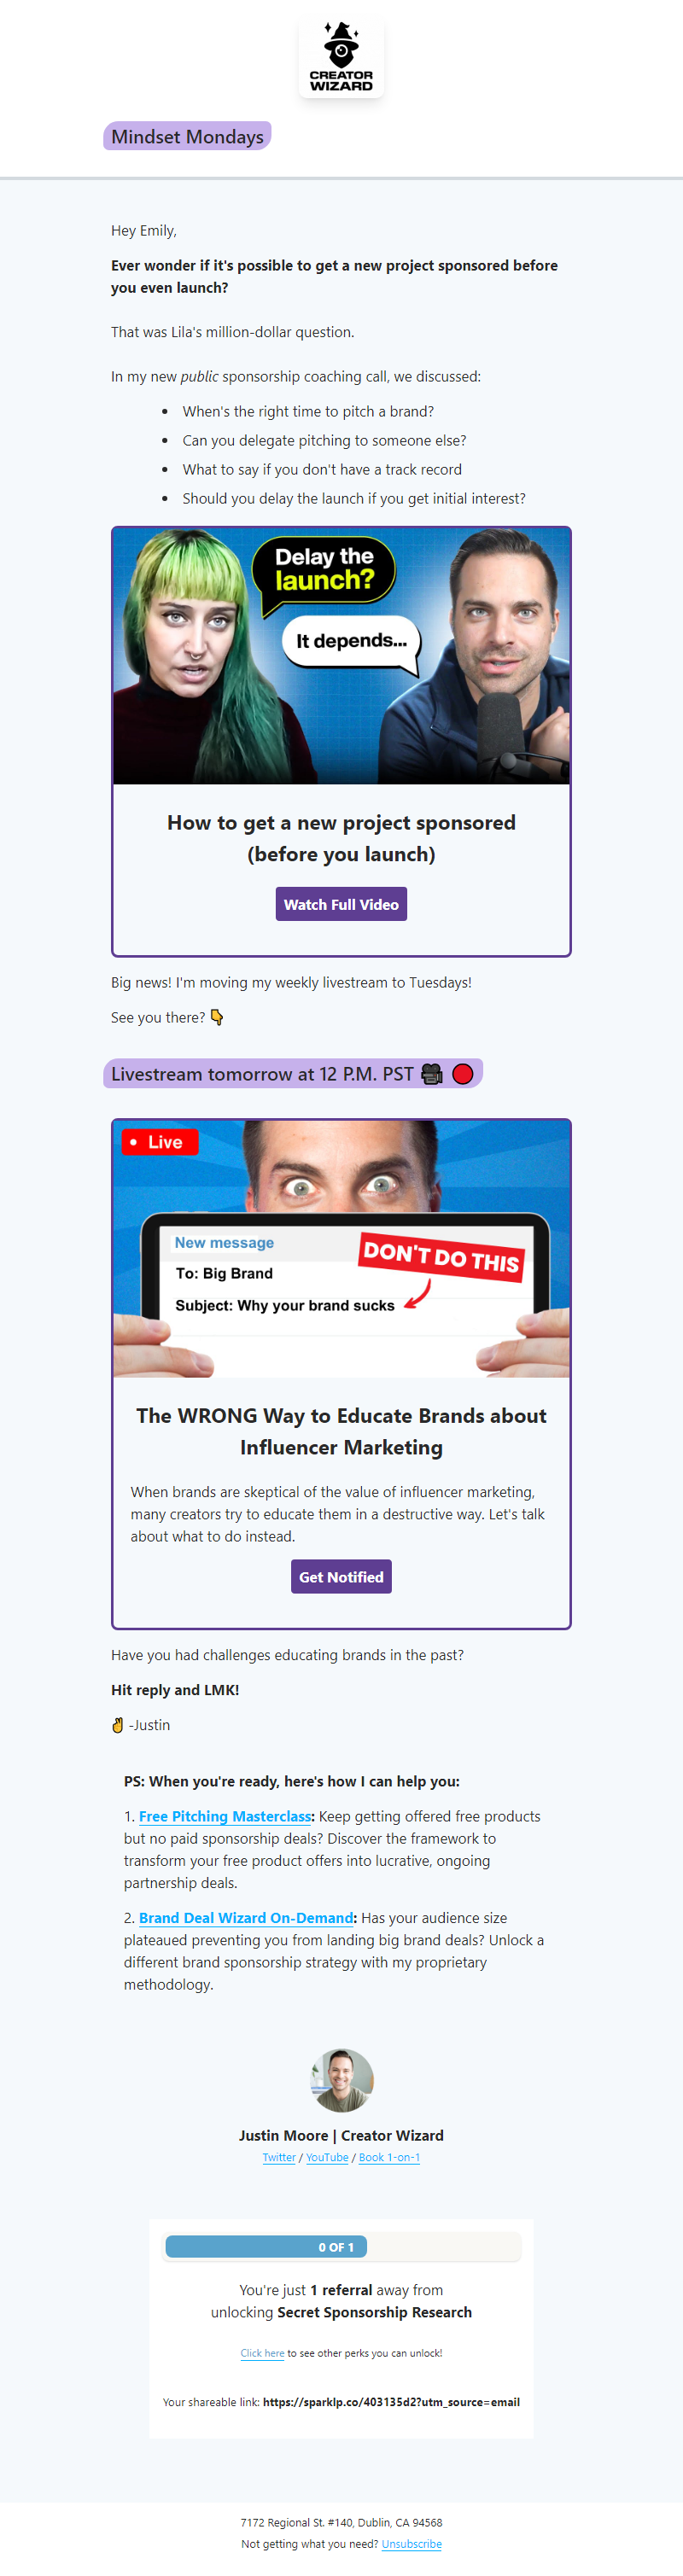 CREATOR
WIZARD
Mindset Mondays
Hey Emily,
Ever wonder if it's possible to get a new project sponsored before
you even launch?
That was Lila's million-dollar question.
In my new public sponsorship coaching call, we discussed:
• When's the right time to pitch a brand?
• Can you delegate pitching to someone else?
• What to say if you don't have a track record
• Should you delay the launch if you get initial interest?
Delay the
launch?
It depends...
How to get a new project sponsored
(before you launch)
Watch Full Video
Big news! I'm moving my weekly livestream to Tuesdays!
See you there? 👇
Livestream tomorrow at 12 P.M. PST 🎥 🔴
• Live
New message
DON'T DO THIS
To: Big Brand
Subject: Why your brand sucks
The WRONG Way to Educate Brands about
Influencer Marketing
When brands are skeptical of the value of influencer marketing,
many creators try to educate them in a destructive way. Let's talk
about what to do instead.
Get Notified
Have you had challenges educating brands in the past?
Hit reply and LMK!
✌️ -Justin
PS: When you're ready, here's how I can help you:
1. Free Pitching Masterclass: Keep getting offered free products
but no paid sponsorship deals? Discover the framework to
transform your free product offers into lucrative, ongoing
partnership deals.
2. Brand Deal Wizard On-Demand: Has your audience size
plateaued preventing you from landing big brand deals? Unlock a
different brand sponsorship strategy with my proprietary
methodology.
Justin Moore | Creator Wizard
Twitter / YouTube / Book 1-on-1
0 OF 1
You're just 1 referral away from
unlocking Secret Sponsorship Research
Click here to see other perks you can unlock!
Your shareable link: https://sparklp.co/403135d2?utm_source=email
7172 Regional St. #140, Dublin, CA 94568
Not getting what you need? Unsubscribe